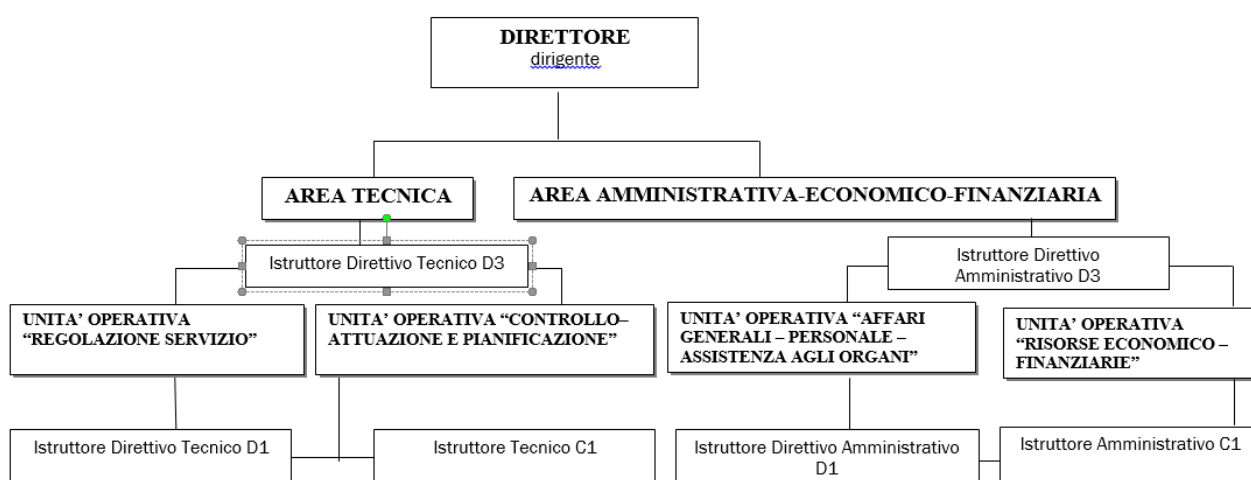 DIRETTORE
dirigente
AREA TECNICA
AREA AMMINISTRATIVA-ECONOMICO-FINANZIARIA
Istruttore Direttivo Tecnico D3
Istruttore Direttivo
Amministrativo D3
UNITA’ OPERATIVA
“REGOLAZIONE SERVIZIO”
UNITA’ OPERATIVA “CONTROLLO–
ATTUAZIONE E PIANIFICAZIONE”
UNITA’ OPERATIVA “AFFARI
GENERALI – PERSONALE –
ASSISTENZA AGLI ORGANI”
UNITA’ OPERATIVA
“RISORSE ECONOMICO –
FINANZIARIE”
Istruttore Direttivo Tecnico D1
Istruttore Tecnico C1
Istruttore Direttivo Amministrativo
D1
Istruttore Amministrativo C1